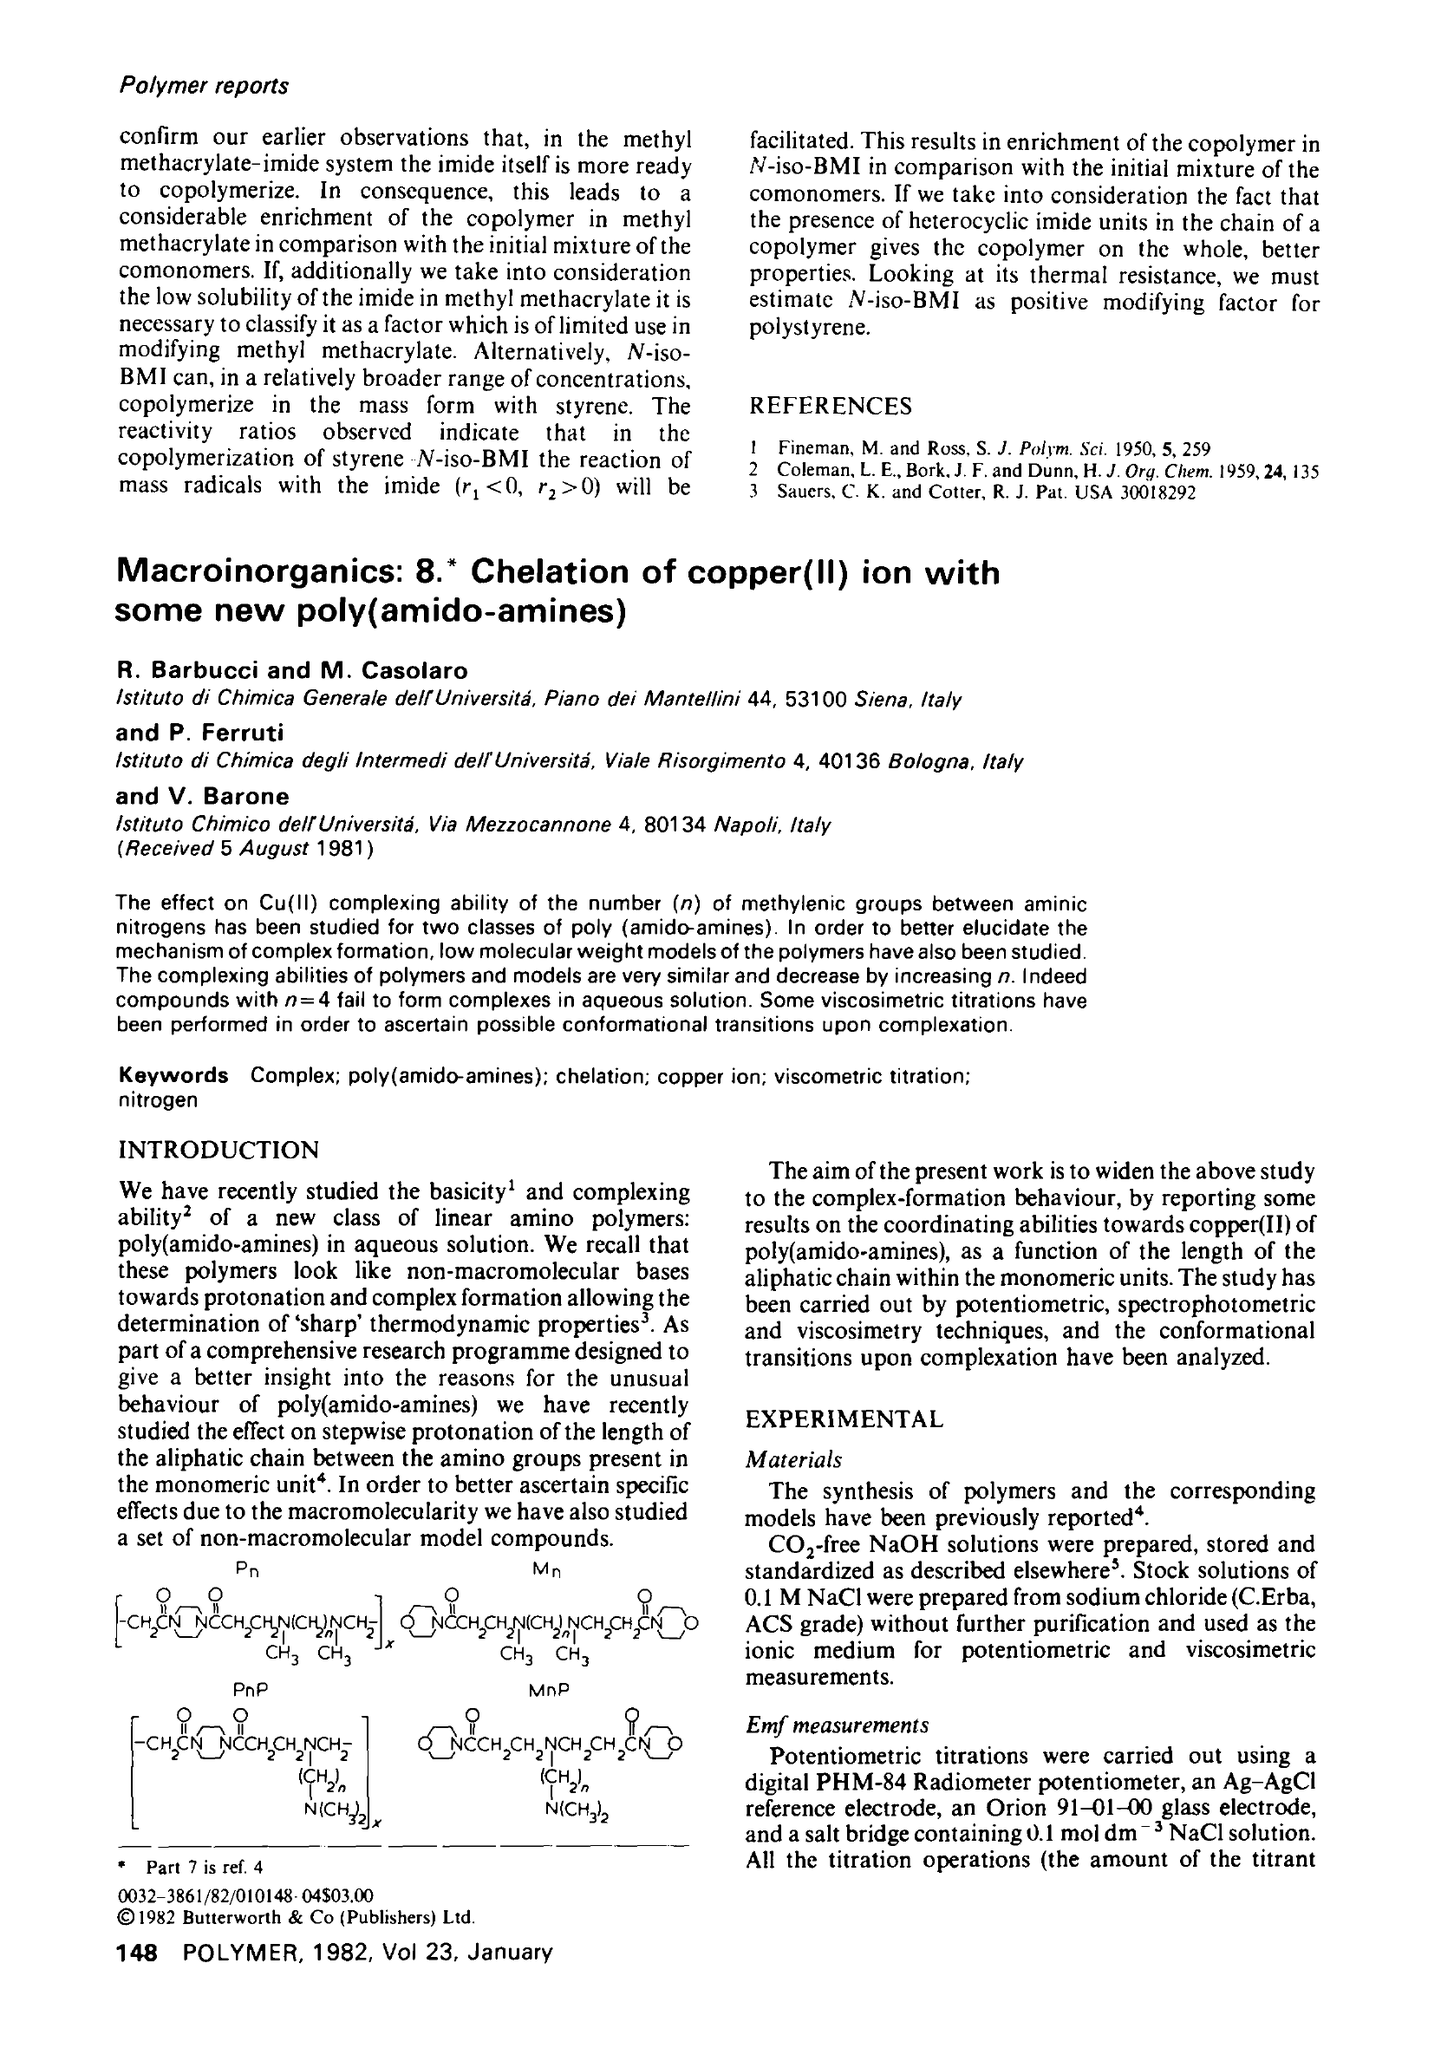 Polymer reports
confirm our earlier observations that, in the methyl
methacrylate-imide system the imide itself is more ready
to copolymerize. In consequence, this leads to a
considerable enrichment of the copolymer in methyl
methacrylate in comparison with the initial mixture of the
comonomers. If, additionally we take into consideration
the low solubility of the imide in methyl methacrylate it is
necessary to classify it as a factor which is of limited use in
modifying methyl methacrylate. Alternatively, N-iso-
BMI can, in a relatively broader range of concentrations,
copolymerize in the mass form with styrene. The
reactivity ratios observed indicate that in the
copolymerization of styrene N-iso-BMI the reaction of
mass radicals with the imide (r₁ <0, r₂ >0) will be
facilitated. This results in enrichment of the copolymer in
N-iso-BMI in comparison with the initial mixture of the
comonomers. If we take into consideration the fact that
the presence of heterocyclic imide units in the chain of a
copolymer gives the copolymer on the whole, better
properties. Looking at its thermal resistance, we must
estimate N-iso-BMI as positive modifying factor for
polystyrene.
REFERENCES
1 Fineman, M. and Ross, S. J. Polym. Sci. 1950, 5, 259
2 Coleman, L. E., Bork, J. F. and Dunn, H. J. Org. Chem. 1959, 24, 135
3 Sauers, C. K. and Cotter, R. J. Pat. USA 30018292
Macroinorganics: 8.* Chelation of copper(II) ion with
some new poly(amido-amines)
R. Barbucci and M. Casolaro
Istituto di Chimica Generale dell'Universitá, Piano dei Mantellini 44, 53100 Siena, Italy
and P. Ferruti
Istituto di Chimica degli Intermedi dell'Universitá, Viale Risorgimento 4, 40136 Bologna, Italy
and V. Barone
Istituto Chimico dell'Universitá, Via Mezzocannone 4, 80134 Napoli, Italy
(Received 5 August 1981)
The effect on Cu(II) complexing ability of the number (n) of methylenic groups between aminic
nitrogens has been studied for two classes of poly (amido-amines). In order to better elucidate the
mechanism of complex formation, low molecular weight models of the polymers have also been studied.
The complexing abilities of polymers and models are very similar and decrease by increasing n. Indeed
compounds with n=4 fail to form complexes in aqueous solution. Some viscosimetric titrations have
been performed in order to ascertain possible conformational transitions upon complexation.
Keywords Complex; poly(amido-amines); chelation; copper ion; viscometric titration;
nitrogen
INTRODUCTION
We have recently studied the basicity¹ and complexing
ability² of a new class of linear amino polymers:
poly(amido-amines) in aqueous solution. We recall that
these polymers look like non-macromolecular bases
towards protonation and complex formation allowing the
determination of 'sharp' thermodynamic properties³. As
part of a comprehensive research programme designed to
give a better insight into the reasons for the unusual
behaviour of poly(amido-amines) we have recently
studied the effect on stepwise protonation of the length of
the aliphatic chain between the amino groups present in
the monomeric unit⁴. In order to better ascertain specific
effects due to the macromolecularity we have also studied
a set of non-macromolecular model compounds.
Pn Mn
O O O O
-CH₂CN NCCH₂CH₂N(CH₂)ₙNCH₂- x O NCCH₂CH₂N(CH₂)ₙNCH₂CH₂CN O
CH₃ CH₃ CH₃ CH₃
PnP MnP
O O O O
-CH₂CN NCCH₂CH₂NCH₂- O NCCH₂CH₂NCH₂CH₂CN O
(CH₂)ₙ (CH₂)ₙ
N(CH₃)₂ x N(CH₃)₂
* Part 7 is ref. 4
0032-3861/82/010148-04$03.00
© 1982 Butterworth & Co (Publishers) Ltd.
148 POLYMER, 1982, Vol 23, January
The aim of the present work is to widen the above study
to the complex-formation behaviour, by reporting some
results on the coordinating abilities towards copper(II) of
poly(amido-amines), as a function of the length of the
aliphatic chain within the monomeric units. The study has
been carried out by potentiometric, spectrophotometric
and viscosimetry techniques, and the conformational
transitions upon complexation have been analyzed.
EXPERIMENTAL
Materials
The synthesis of polymers and the corresponding
models have been previously reported⁴.
CO₂-free NaOH solutions were prepared, stored and
standardized as described elsewhere⁵. Stock solutions of
0.1 M NaCl were prepared from sodium chloride (C.Erba,
ACS grade) without further purification and used as the
ionic medium for potentiometric and viscosimetric
measurements.
Emf measurements
Potentiometric titrations were carried out using a
digital PHM-84 Radiometer potentiometer, an Ag–AgCl
reference electrode, an Orion 91–01–00 glass electrode,
and a salt bridge containing 0.1 mol dm⁻³ NaCl solution.
All the titration operations (the amount of the titrant